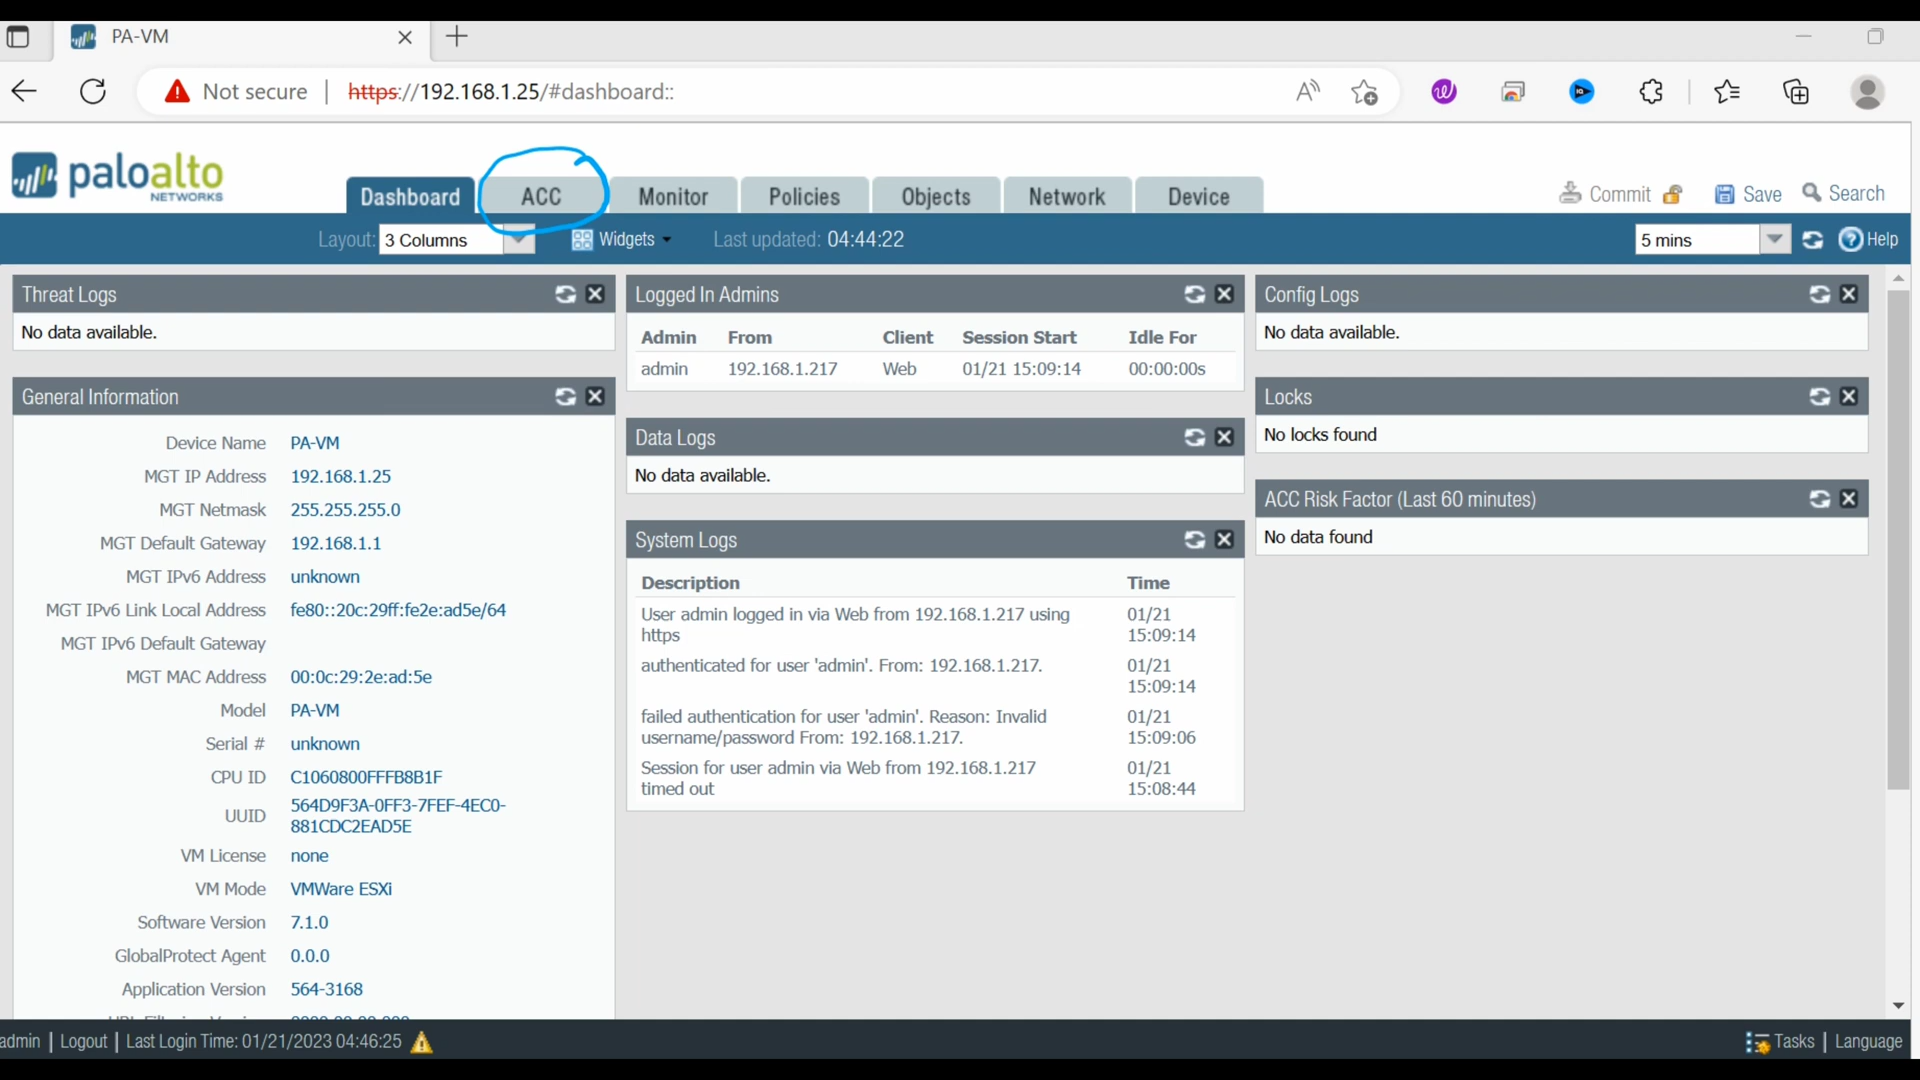 PA-VM
Not secure | https://192.168.1.25/#dashboard::
paloalto
NETWORKS
Dashboard ACC Monitor Policies Objects Network Device
Commit Save Search
Layout: 3 Columns Widgets Last updated: 04:44:22 5 mins Help
Threat Logs
No data available.
General Information
Device Name PA-VM
MGT IP Address 192.168.1.25
MGT Netmask 255.255.255.0
MGT Default Gateway 192.168.1.1
MGT IPv6 Address unknown
MGT IPv6 Link Local Address fe80::20c:29ff:fe2e:ad5e/64
MGT IPv6 Default Gateway
MGT MAC Address 00:0c:29:2e:ad:5e
Model PA-VM
Serial # unknown
CPU ID C1060800FFFB8B1F
UUID 564D9F3A-0FF3-7FEF-4EC0-
881CDC2EAD5E
VM License none
VM Mode VMWare ESXi
Software Version 7.1.0
GlobalProtect Agent 0.0.0
Application Version 564-3168
Logged In Admins
Admin From Client Session Start Idle For
admin 192.168.1.217 Web 01/21 15:09:14 00:00:00s
Data Logs
No data available.
System Logs
Description Time
User admin logged in via Web from 192.168.1.217 using 01/21
https 15:09:14
authenticated for user 'admin'. From: 192.168.1.217. 01/21
15:09:14
failed authentication for user 'admin'. Reason: Invalid 01/21
username/password From: 192.168.1.217. 15:09:06
Session for user admin via Web from 192.168.1.217 01/21
timed out 15:08:44
Config Logs
No data available.
Locks
No locks found
ACC Risk Factor (Last 60 minutes)
No data found
admin | Logout | Last Login Time: 01/21/2023 04:46:25 Tasks | Language